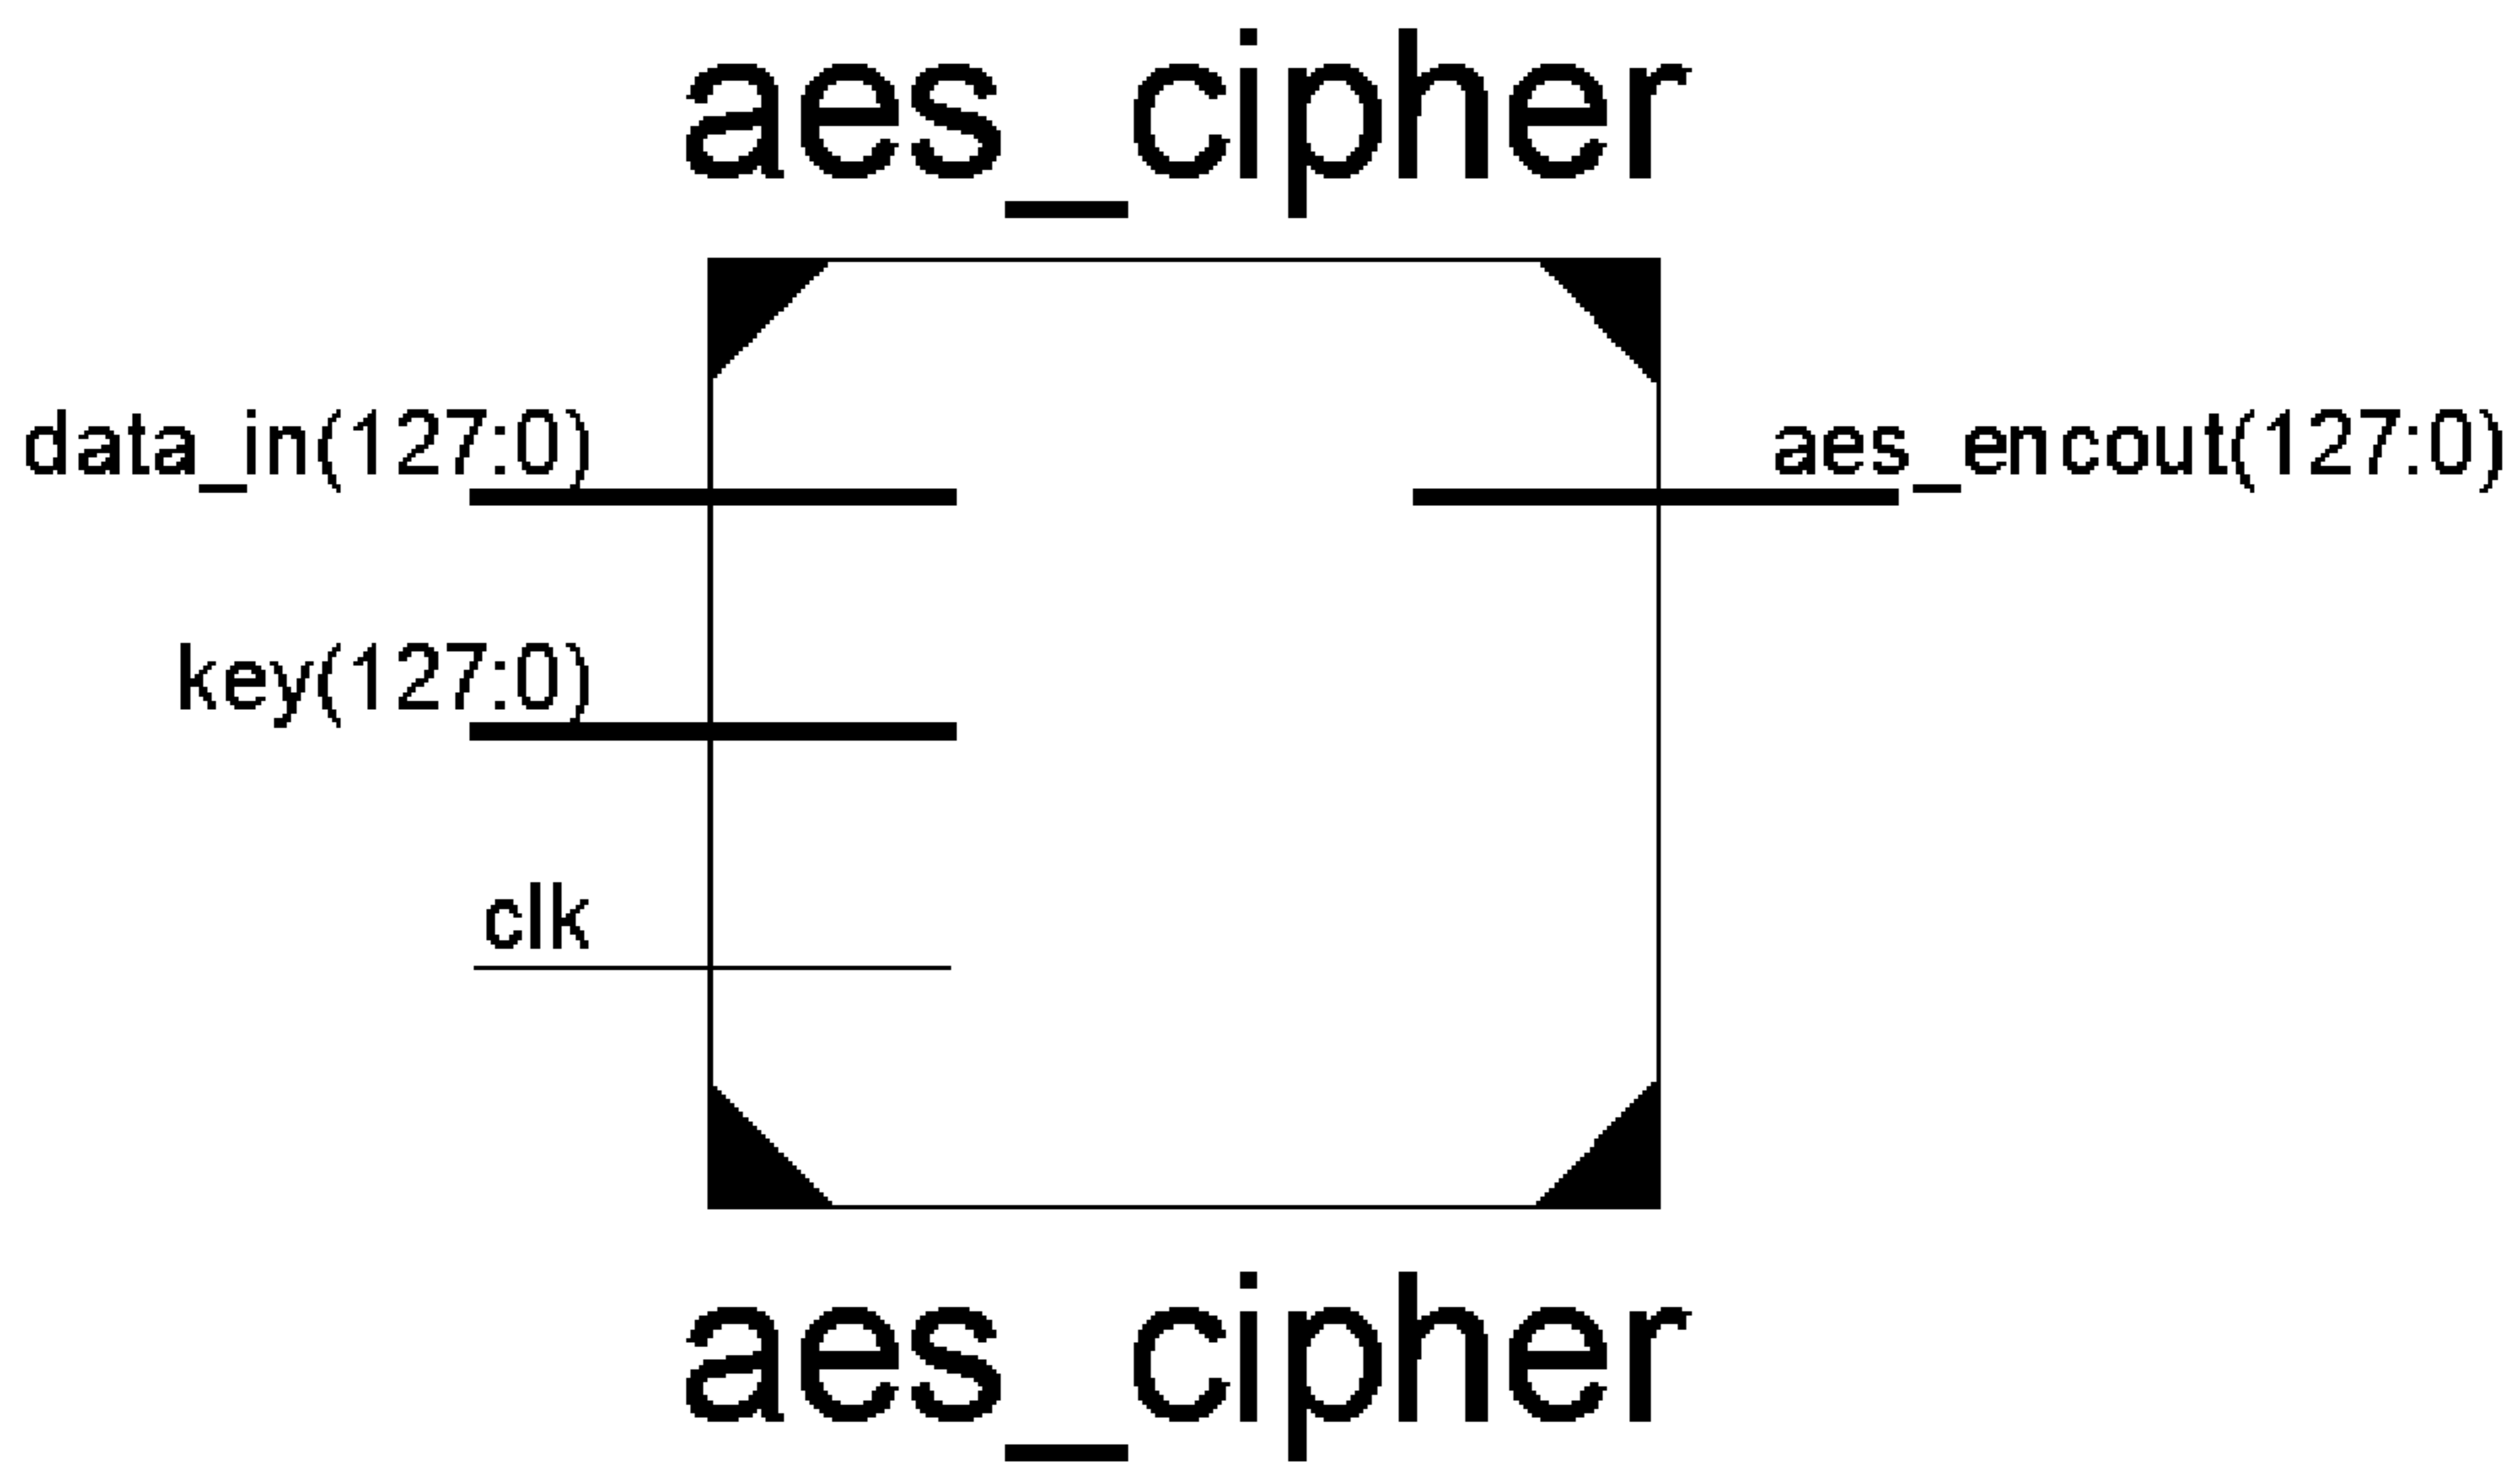 aes_cipher
data_in(127:0)
aes_encout(127:0)
key(127:0)
clk
aes_cipher